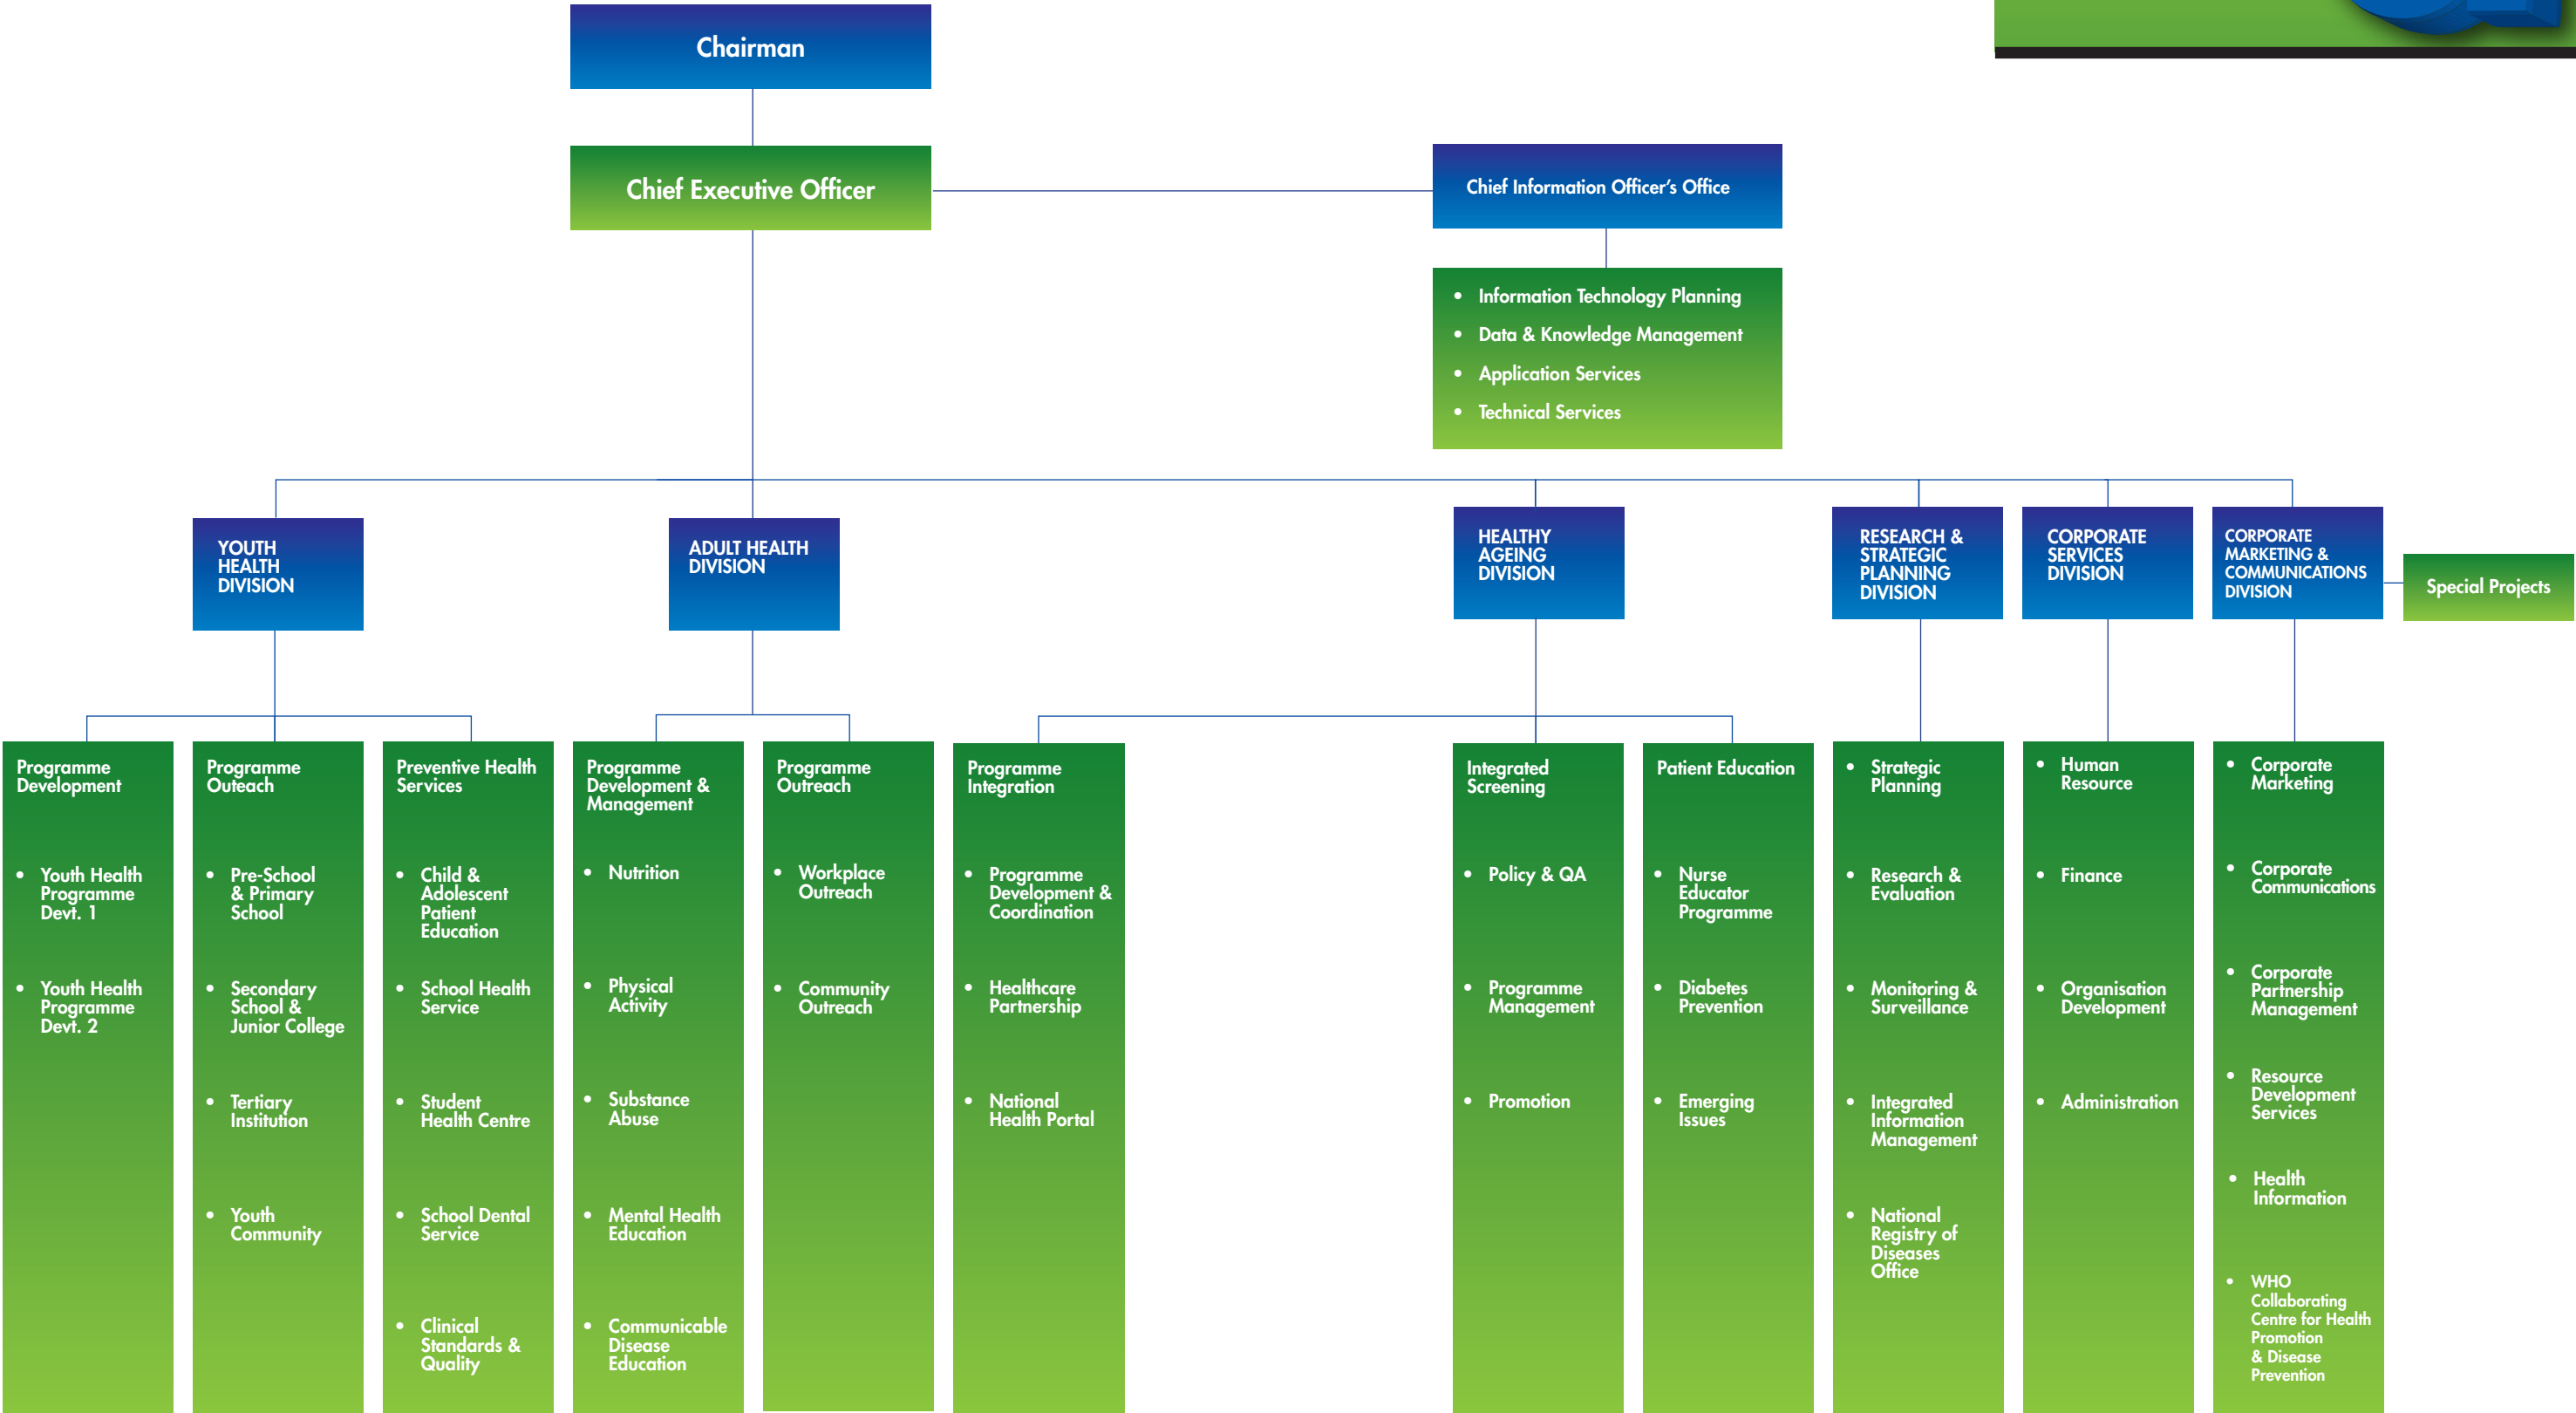 Chairman
Chief Executive Officer
Chief Information Officer's Office
• Information Technology Planning
• Data & Knowledge Management
• Application Services
• Technical Services
YOUTH
HEALTH
DIVISION
ADULT HEALTH
DIVISION
HEALTHY
AGEING
DIVISION
RESEARCH &
STRATEGIC
PLANNING
DIVISION
CORPORATE
SERVICES
DIVISION
CORPORATE
MARKETING &
COMMUNICATIONS
DIVISION
Special Projects
Programme
Development
• Youth Health
Programme
Devt. 1
• Youth Health
Programme
Devt. 2
Programme
Outeach
• Pre-School
& Primary
School
• Secondary
School &
Junior College
• Tertiary
Institution
• Youth
Community
Preventive Health
Services
• Child &
Adolescent
Patient
Education
• School Health
Service
• Student
Health Centre
• School Dental
Service
• Clinical
Standards &
Quality
Programme
Development &
Management
• Nutrition
• Physical
Activity
• Substance
Abuse
• Mental Health
Education
• Communicable
Disease
Education
Programme
Outreach
• Workplace
Outreach
• Community
Outreach
Programme
Integration
• Programme
Development &
Coordination
• Healthcare
Partnership
• National
Health Portal
Integrated
Screening
• Policy & QA
• Programme
Management
• Promotion
Patient Education
• Nurse
Educator
Programme
• Diabetes
Prevention
• Emerging
Issues
• Strategic
Planning
• Research &
Evaluation
• Monitoring &
Surveillance
• Integrated
Information
Management
• National
Registry of
Diseases
Office
• Human
Resource
• Finance
• Organisation
Development
• Administration
• Corporate
Marketing
• Corporate
Communications
• Corporate
Partnership
Management
• Resource
Development
Services
• Health
Information
• WHO
Collaborating
Centre for Health
Promotion
& Disease
Prevention